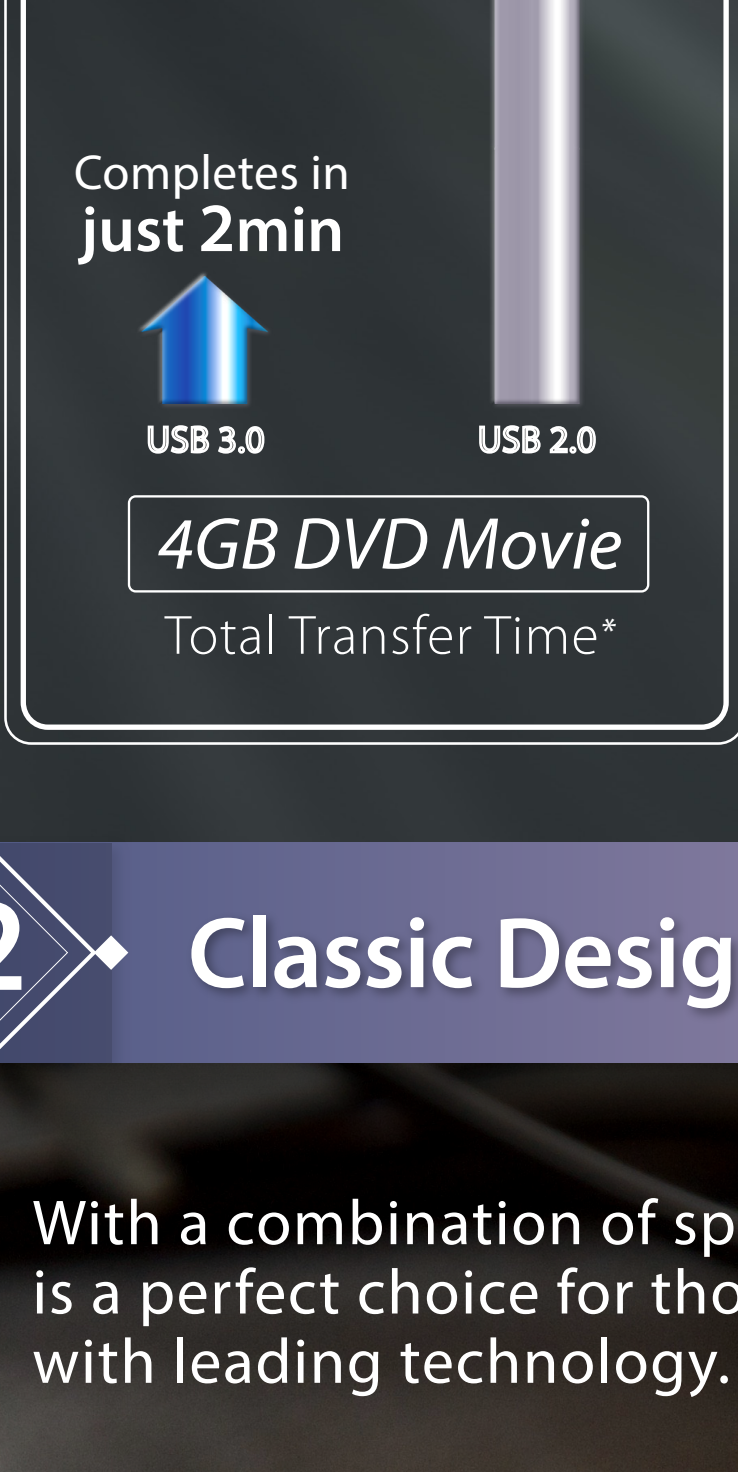 Completes in
just 2min
USB 3.0 USB 2.0
4GB DVD Movie
Total Transfer Time*
2 Classic Desig
With a combination of sp
is a perfect choice for tho
with leading technology.